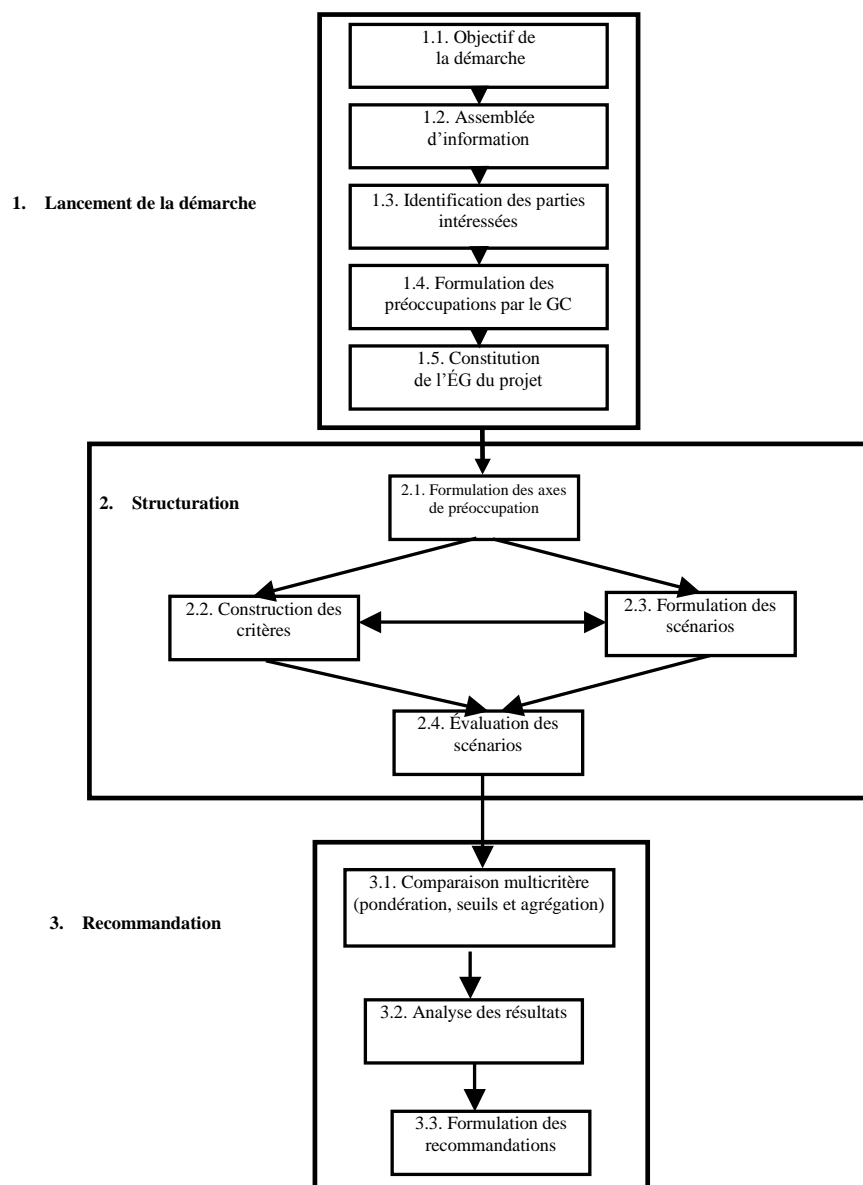 1.1. Objectif de
la démarche
1.2. Assemblée
d’information
1. Lancement de la démarche
1.3. Identification des parties
intéressées
1.4. Formulation des
préoccupations par le GC
1.5. Constitution
de l’ÉG du projet
2. Structuration
2.1. Formulation des axes
de préoccupation
2.2. Construction des
critères
2.3. Formulation des
scénarios
2.4. Évaluation des
scénarios
3. Recommandation
3.1. Comparaison multicritère
(pondération, seuils et agrégation)
3.2. Analyse des résultats
3.3. Formulation des
recommandations